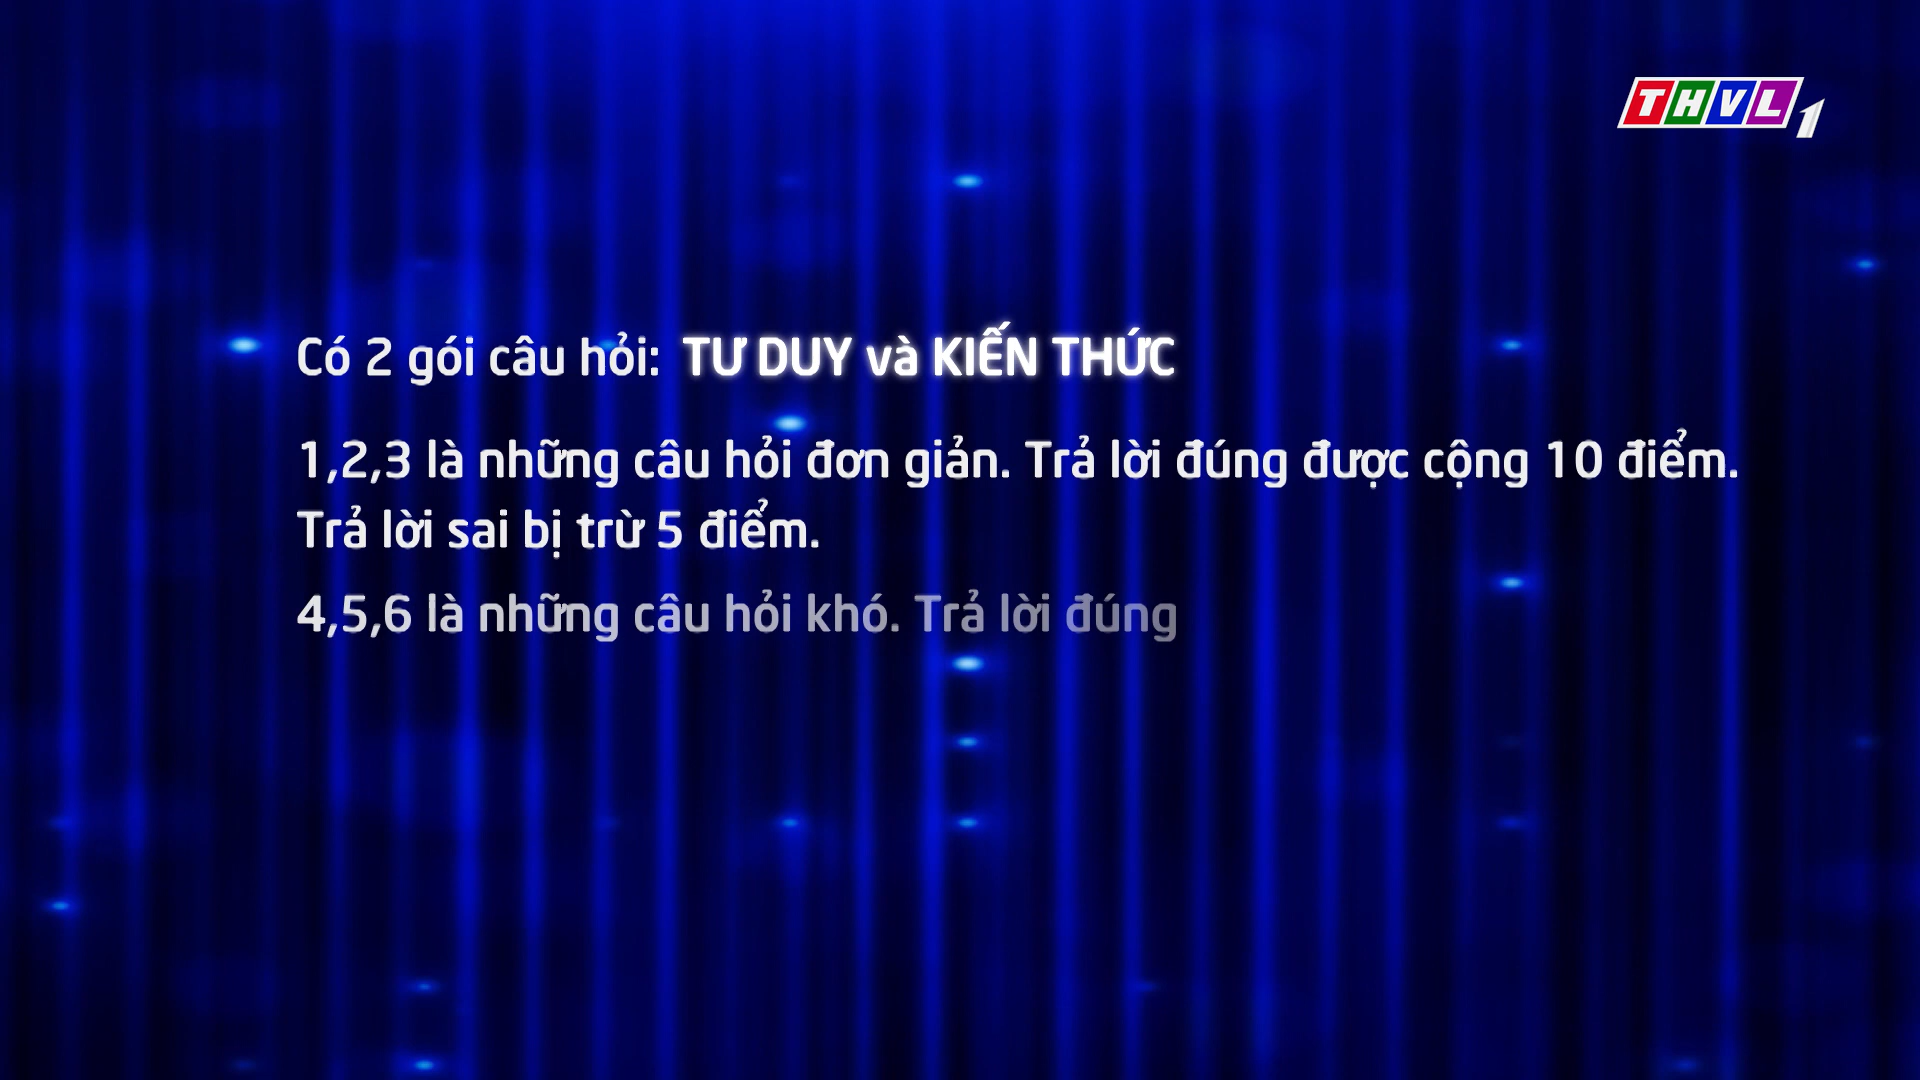 THVL1
Có 2 gói câu hỏi: TƯ DUY và KIẾN THỨC
1,2,3 là những câu hỏi đơn giản. Trả lời đúng được cộng 10 điểm.
Trả lời sai bị trừ 5 điểm.
4,5,6 là những câu hỏi khó. Trả lời đúng